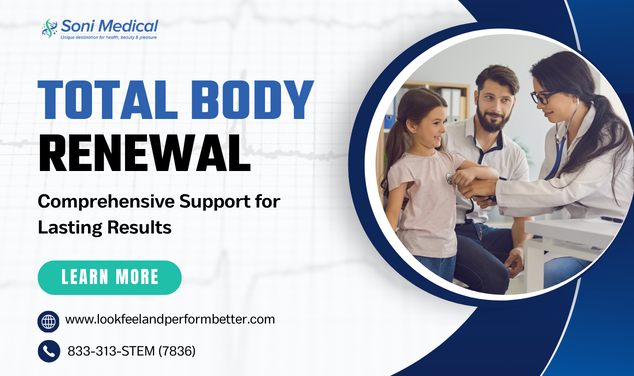 Soni Medical
Unique destination for health, beauty & pleasure
TOTAL BODY
RENEWAL
Comprehensive Support for
Lasting Results
LEARN MORE
www.lookfeelandperformbetter.com
833-313-STEM (7836)